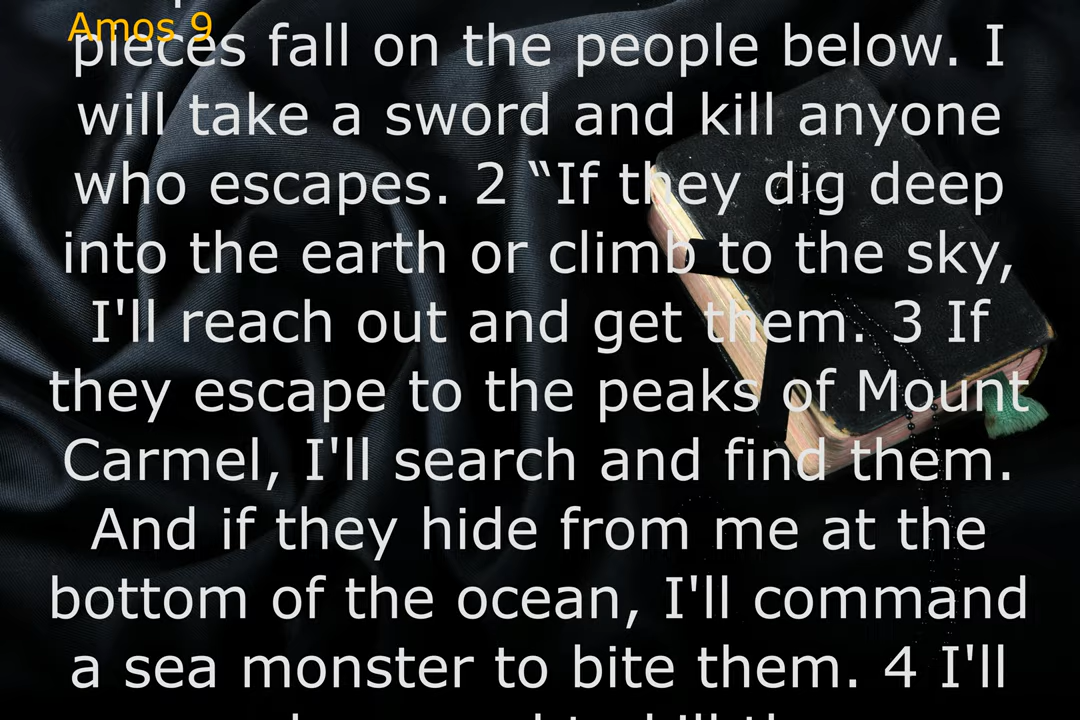 Amos 9
pieces fall on the people below. I
will take a sword and kill anyone
who escapes. 2 “If they dig deep
into the earth or climb to the sky,
I'll reach out and get them. 3 If
they escape to the peaks of Mount
Carmel, I'll search and find them.
And if they hide from me at the
bottom of the ocean, I'll command
a sea monster to bite them. 4 I'll